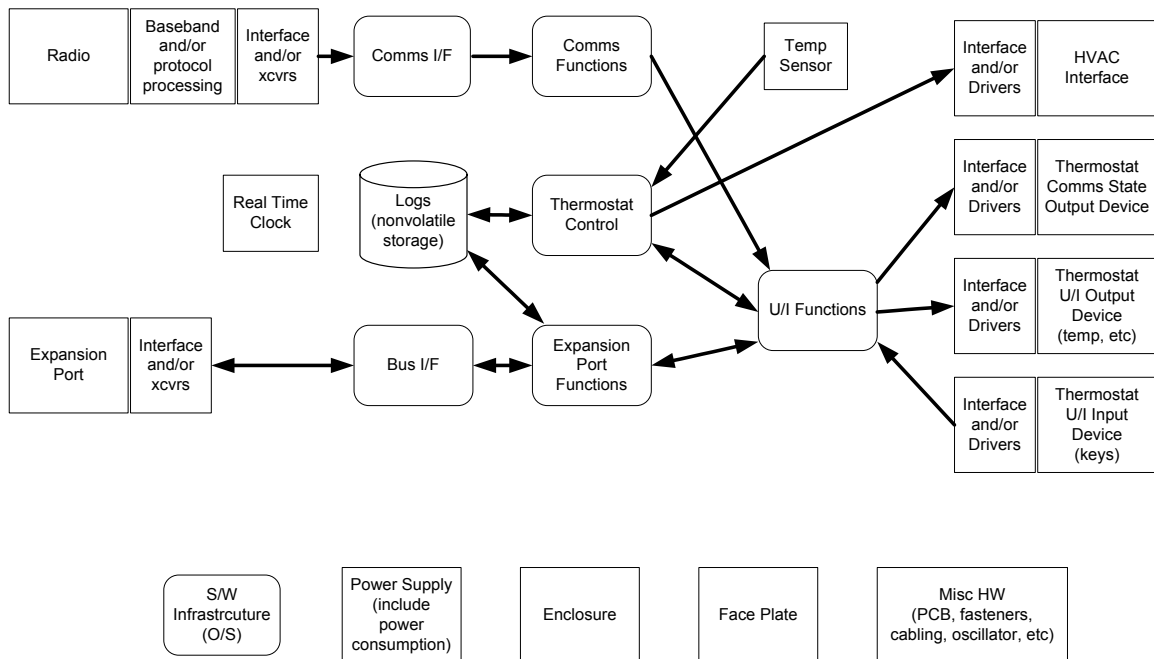 Radio
Baseband
and/or
protocol
processing
Interface
and/or
xcvrs
Comms I/F
Comms
Functions
Temp
Sensor
Interface
and/or
Drivers
HVAC
Interface
Real Time
Clock
Logs
(nonvolatile
storage)
Thermostat
Control
Interface
and/or
Drivers
Thermostat
Comms State
Output Device
U/I Functions
Interface
and/or
Drivers
Thermostat
U/I Output
Device
(temp, etc)
Expansion
Port
Interface
and/or
xcvrs
Bus I/F
Expansion
Port
Functions
Interface
and/or
Drivers
Thermostat
U/I Input
Device
(keys)
S/W
Infrastrcuture
(O/S)
Power Supply
(include
power
consumption)
Enclosure
Face Plate
Misc HW
(PCB, fasteners,
cabling, oscillator, etc)